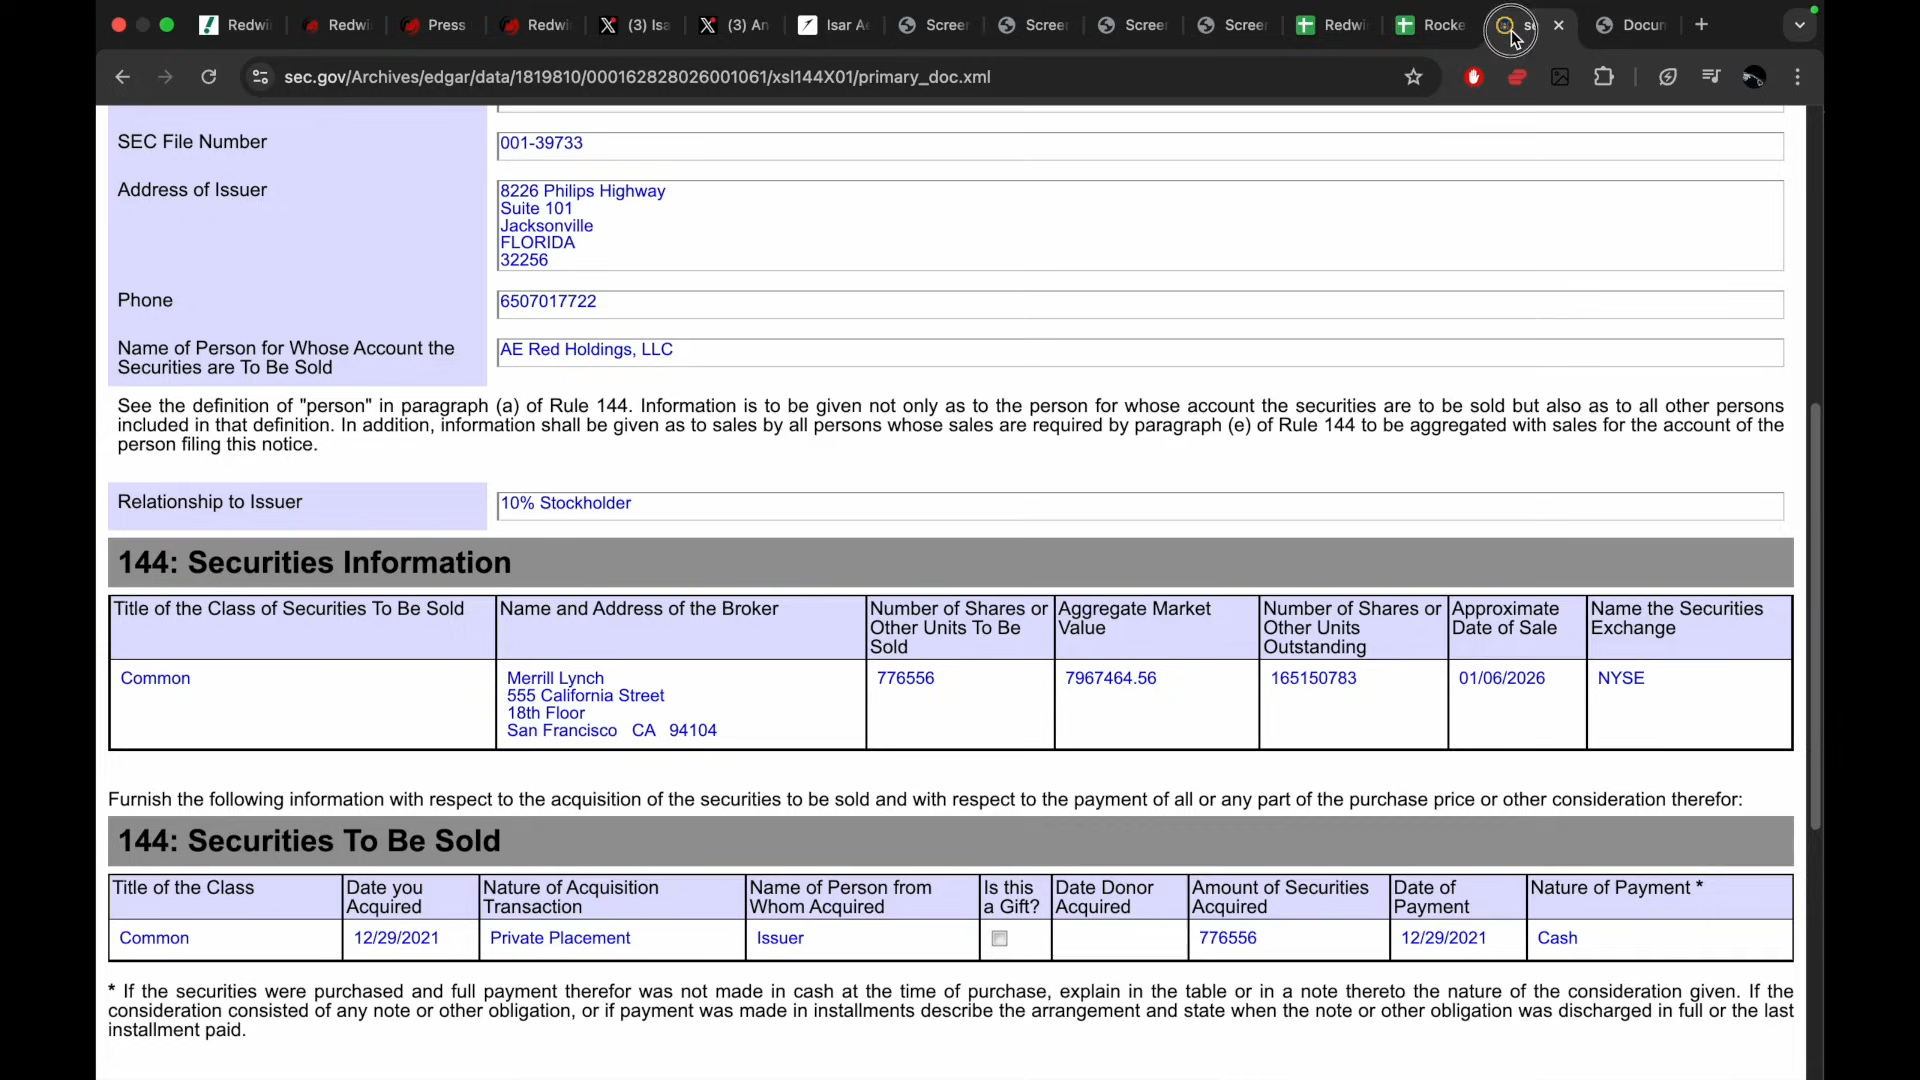 Redwi
Redwi
Press
Redwi
(3) Isa
(3) An
Isar Ae
Screen
Screen
Screen
Screen
Redwi
Rocke
se
Docum
sec.gov/Archives/edgar/data/1819810/000162828026001061/xsl144X01/primary_doc.xml
SEC File Number
001-39733
Address of Issuer
8226 Philips Highway
Suite 101
Jacksonville
FLORIDA
32256
Phone
6507017722
Name of Person for Whose Account the
Securities are To Be Sold
AE Red Holdings, LLC
See the definition of "person" in paragraph (a) of Rule 144. Information is to be given not only as to the person for whose account the securities are to be sold but also as to all other persons
included in that definition. In addition, information shall be given as to sales by all persons whose sales are required by paragraph (e) of Rule 144 to be aggregated with sales for the account of the
person filing this notice.
Relationship to Issuer
10% Stockholder
144: Securities Information
Title of the Class of Securities To Be Sold
Name and Address of the Broker
Number of Shares or
Other Units To Be
Sold
Aggregate Market
Value
Number of Shares or
Other Units
Outstanding
Approximate
Date of Sale
Name the Securities
Exchange
Common
Merrill Lynch
555 California Street
18th Floor
San Francisco CA 94104
776556
7967464.56
165150783
01/06/2026
NYSE
Furnish the following information with respect to the acquisition of the securities to be sold and with respect to the payment of all or any part of the purchase price or other consideration therefor:
144: Securities To Be Sold
Title of the Class
Date you
Acquired
Nature of Acquisition
Transaction
Name of Person from
Whom Acquired
Is this
a Gift?
Date Donor
Acquired
Amount of Securities
Acquired
Date of
Payment
Nature of Payment *
Common
12/29/2021
Private Placement
Issuer
776556
12/29/2021
Cash
* If the securities were purchased and full payment therefor was not made in cash at the time of purchase, explain in the table or in a note thereto the nature of the consideration given. If the
consideration consisted of any note or other obligation, or if payment was made in installments describe the arrangement and state when the note or other obligation was discharged in full or the last
installment paid.